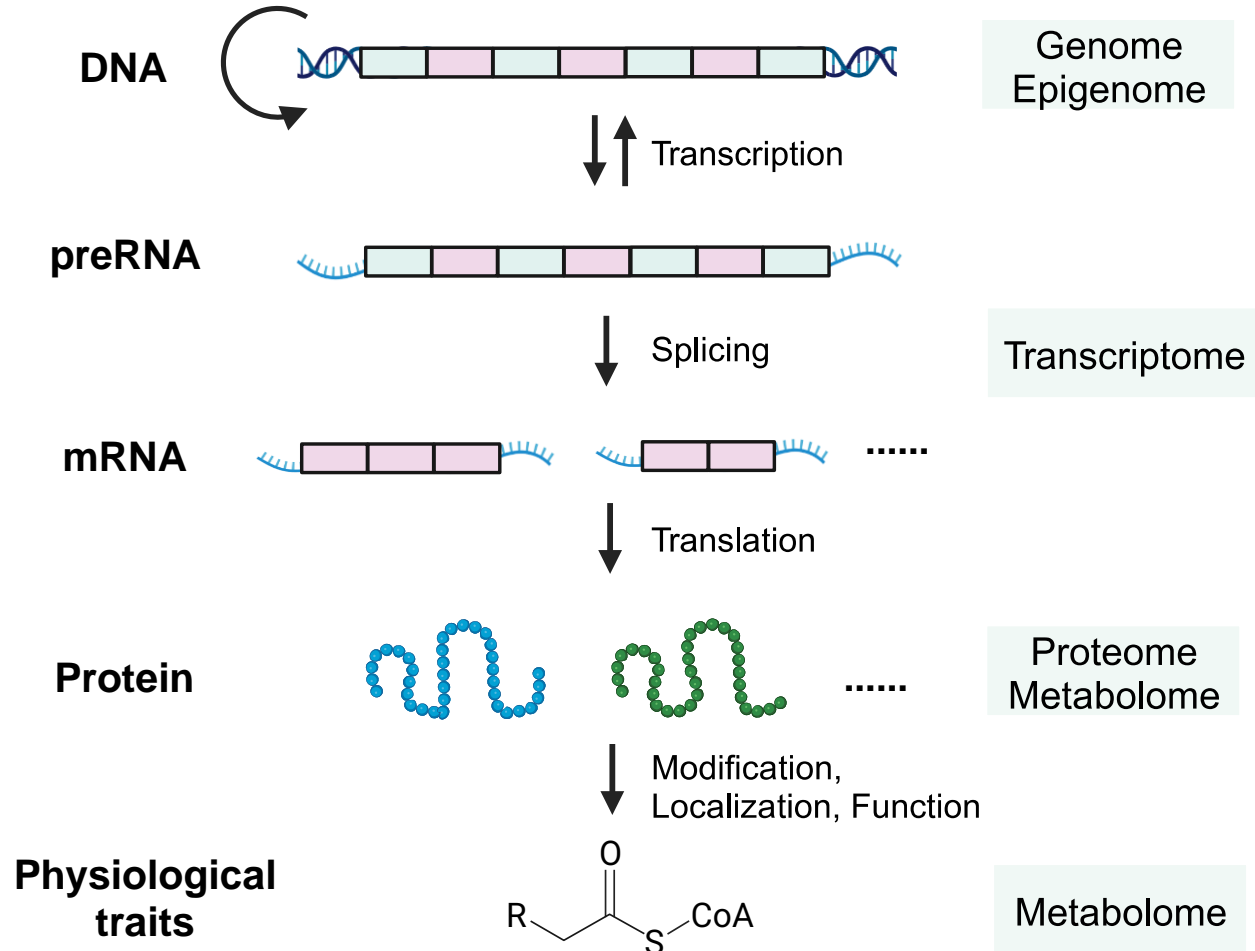 DNA
Genome
Epigenome
Transcription
preRNA
Splicing
Transcriptome
mRNA
......
Translation
Protein
......
Proteome
Metabolome
Modification,
Localization, Function
Physiological
traits
O
R
S
CoA
Metabolome